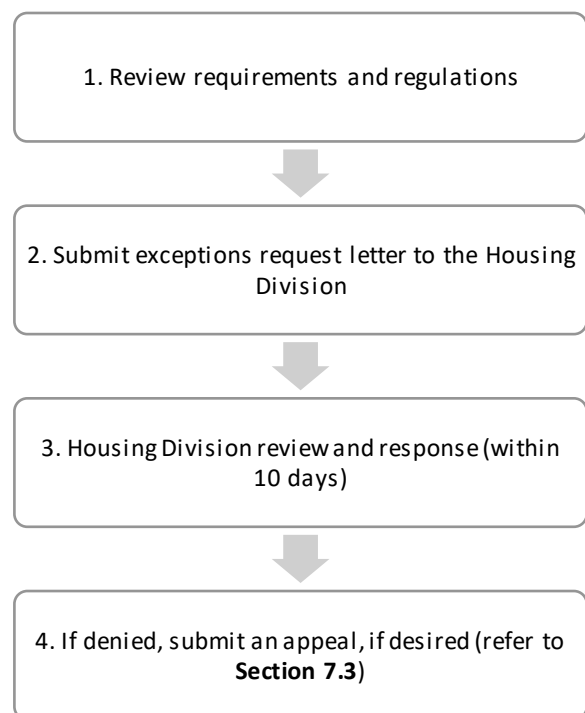 1. Review requirements and regulations
2. Submit exceptions request letter to the Housing
Division
3. Housing Division review and response (within
10 days)
4. If denied, submit an appeal, if desired (refer to
Section 7.3)